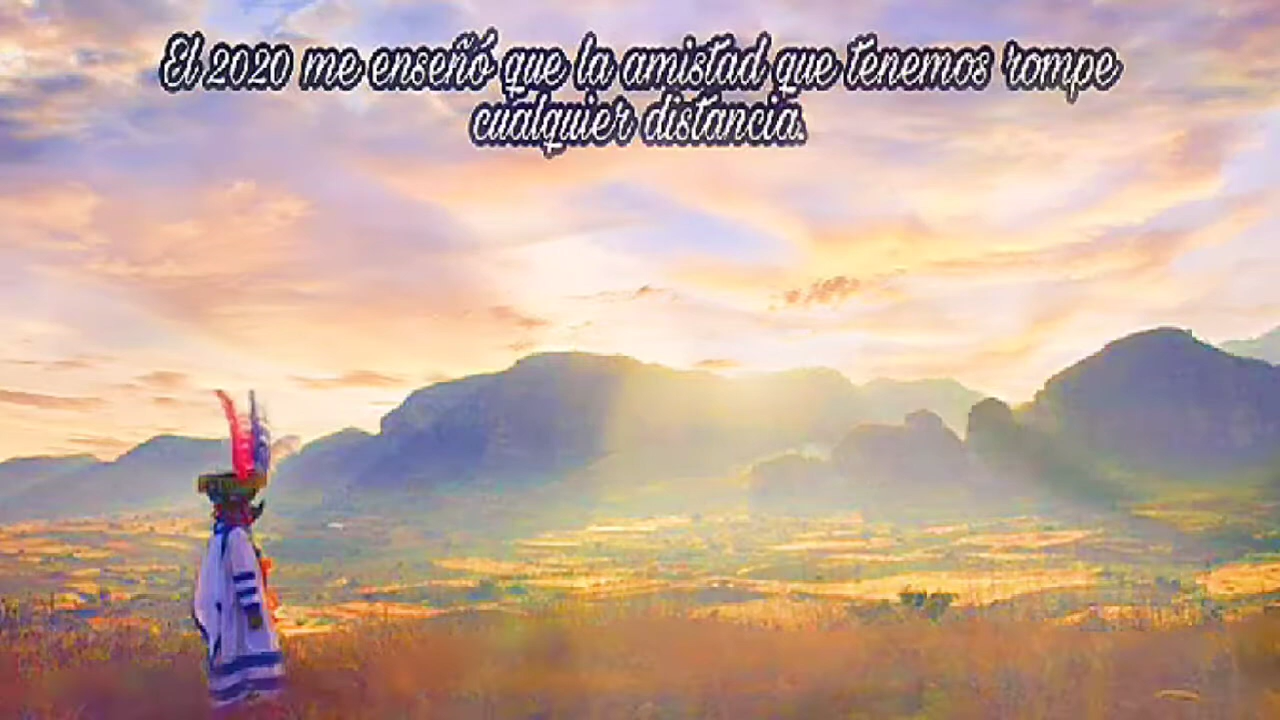 El 2020 me enseñó que la amistad que tenemos rompe
cualquier distancia.